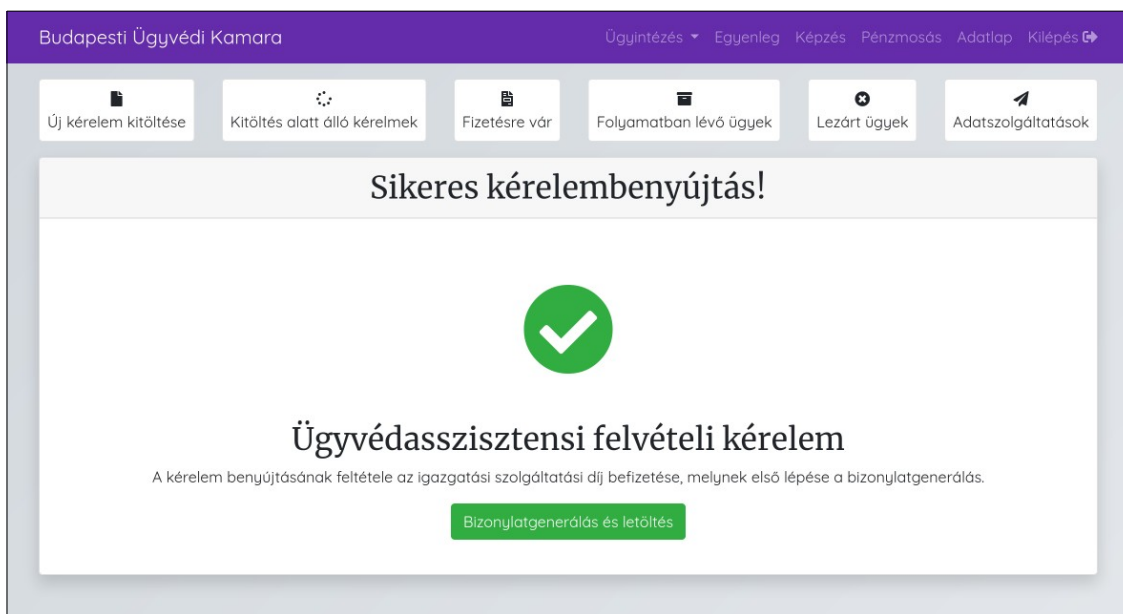 Budapesti Ügyvédi Kamara
Ügyintézés Egyenleg Képzés Pénzmosás Adatlap Kilépés
Új kérelem kitöltése
Kitöltés alatt álló kérelmek
Fizetésre vár
Folyamatban lévő ügyek
Lezárt ügyek
Adatszolgáltatások
Sikeres kérelembenyújtás!
Ügyvédasszisztensi felvételi kérelem
A kérelem benyújtásának feltétele az igazgatási szolgáltatási díj befizetése, melynek első lépése a bizonylatgenerálás.
Bizonylatgenerálás és letöltés